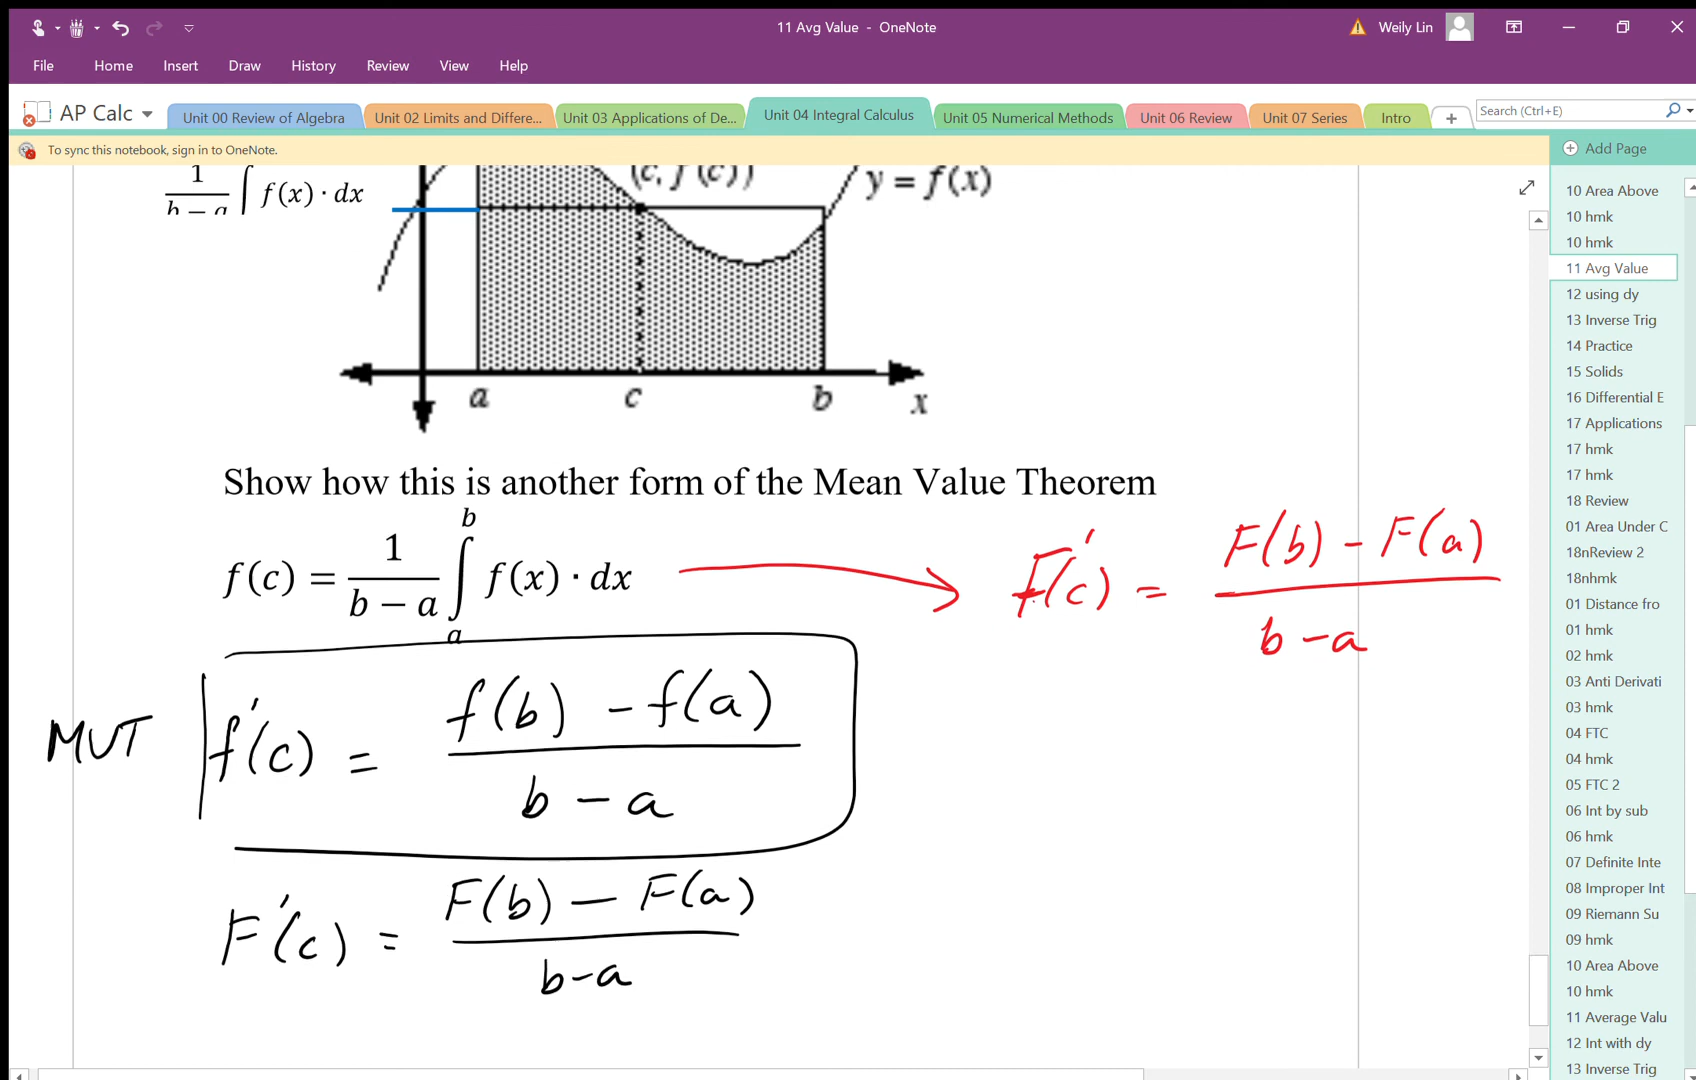 11 Avg Value - OneNote
Weily Lin
File Home Insert Draw History Review View Help
AP Calc
Unit 00 Review of Algebra
Unit 02 Limits and Differe...
Unit 03 Applications of De...
Unit 04 Integral Calculus
Unit 05 Numerical Methods
Unit 06 Review
Unit 07 Series
Intro
+
Search (Ctrl+E)
To sync this notebook, sign in to OneNote.
1/(b − a) ∫ f(x) · dx
(c, f(c))
y = f(x)
a c b x
Show how this is another form of the Mean Value Theorem
f(c) = 1/(b − a) ∫_a^b f(x) · dx
F'(c) = (F(b) - F(a))/(b - a)
MVT f'(c) = (f(b) - f(a))/(b - a)
F'(c) = (F(b) - F(a))/(b - a)
Add Page
10 Area Above
10 hmk
10 hmk
11 Avg Value
12 using dy
13 Inverse Trig
14 Practice
15 Solids
16 Differential E
17 Applications
17 hmk
17 hmk
18 Review
01 Area Under C
18nReview 2
18nhmk
01 Distance fro
01 hmk
02 hmk
03 Anti Derivati
03 hmk
04 FTC
04 hmk
05 FTC 2
06 Int by sub
06 hmk
07 Definite Inte
08 Improper Int
09 Riemann Su
09 hmk
10 Area Above
10 hmk
11 Average Valu
12 Int with dy
13 Inverse Trig